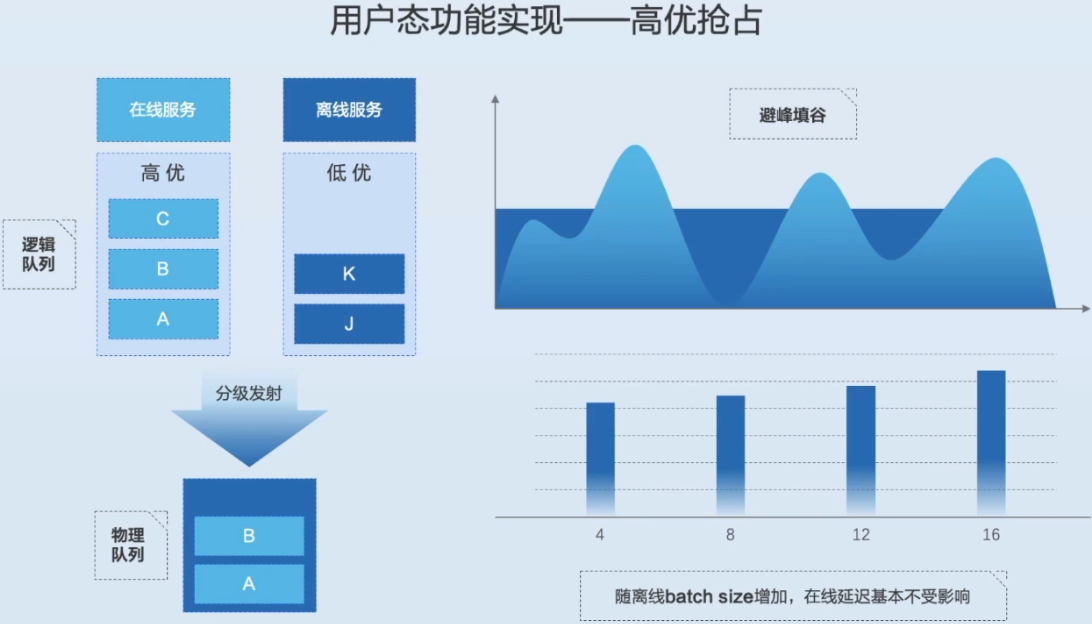 用户态功能实现——高优抢占
在线服务
离线服务
避峰填谷
高 优
低 优
C
逻辑
队列
B
K
A
J
分级发射
物理
队列
B
A
4 8 12 16
随离线batch size增加，在线延迟基本不受影响